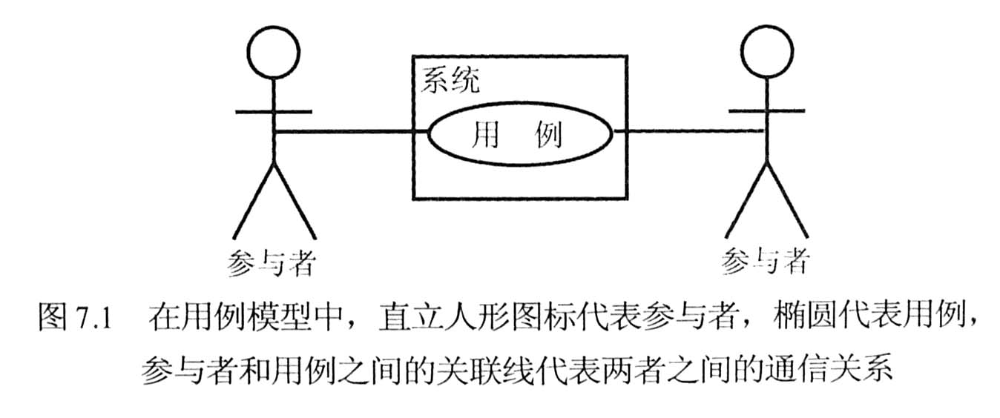 系统
用 例
参与者
参与者
图7.1 在用例模型中，直立人形图标代表参与者，椭圆代表用例，
参与者和用例之间的关联线代表两者之间的通信关系